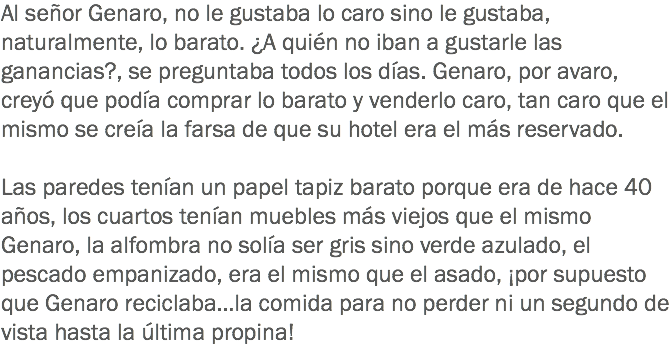 Al señor Genaro, no le gustaba lo caro sino le gustaba,
naturalmente, lo barato. ¿A quién no iban a gustarle las
ganancias?, se preguntaba todos los días. Genaro, por avaro,
creyó que podía comprar lo barato y venderlo caro, tan caro que el
mismo se creía la farsa de que su hotel era el más reservado.

Las paredes tenían un papel tapiz barato porque era de hace 40
años, los cuartos tenían muebles más viejos que el mismo
Genaro, la alfombra no solía ser gris sino verde azulado, el
pescado empanizado, era el mismo que el asado, ¡por supuesto
que Genaro reciclaba...la comida para no perder ni un segundo de
vista hasta la última propina!